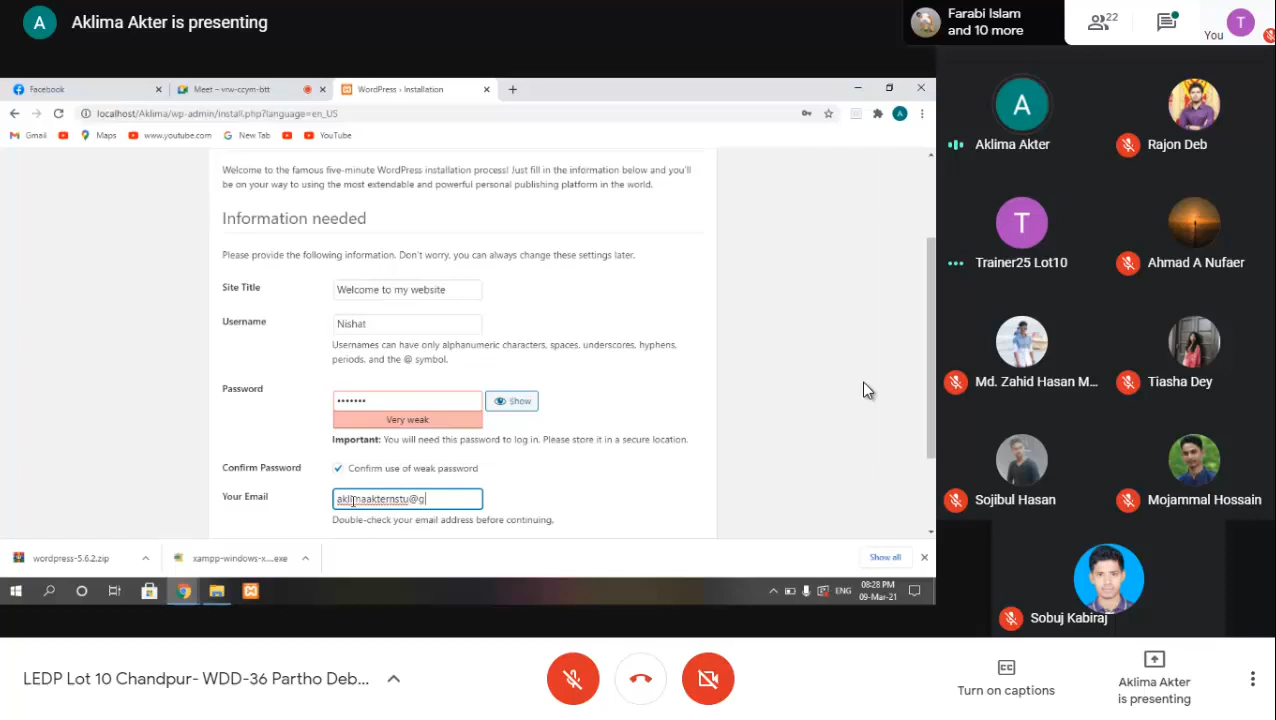 A
Aklima Akter is presenting
Farabi Islam
and 10 more
22
You
T
Facebook
Meet – vrw-ccym-btt
WordPress › Installation
localhost/Aklima/wp-admin/install.php?language=en_US
A
Gmail
Maps
www.youtube.com
New Tab
YouTube
Welcome to the famous five-minute WordPress installation process! Just fill in the information below and you'll
be on your way to using the most extendable and powerful personal publishing platform in the world.
Information needed
Please provide the following information. Don't worry, you can always change these settings later.
Site Title
Welcome to my website
Username
Nishat
Usernames can have only alphanumeric characters, spaces, underscores, hyphens,
periods, and the @ symbol.
Password
•••••••
Show
Very weak
Important: You will need this password to log in. Please store it in a secure location.
Confirm Password
Confirm use of weak password
Your Email
aklimaakternstu@g
Double-check your email address before continuing.
wordpress-5.6.2.zip
xampp-windows-x....exe
Show all
ENG
08:28 PM
09-Mar-21
A
Aklima Akter
Rajon Deb
T
Trainer25 Lot10
Ahmad A Nufaer
Md. Zahid Hasan M...
Tiasha Dey
Sojibul Hasan
Mojammal Hossain
Sobuj Kabiraj
LEDP Lot 10 Chandpur- WDD-36 Partho Deb...
Turn on captions
Aklima Akter
is presenting